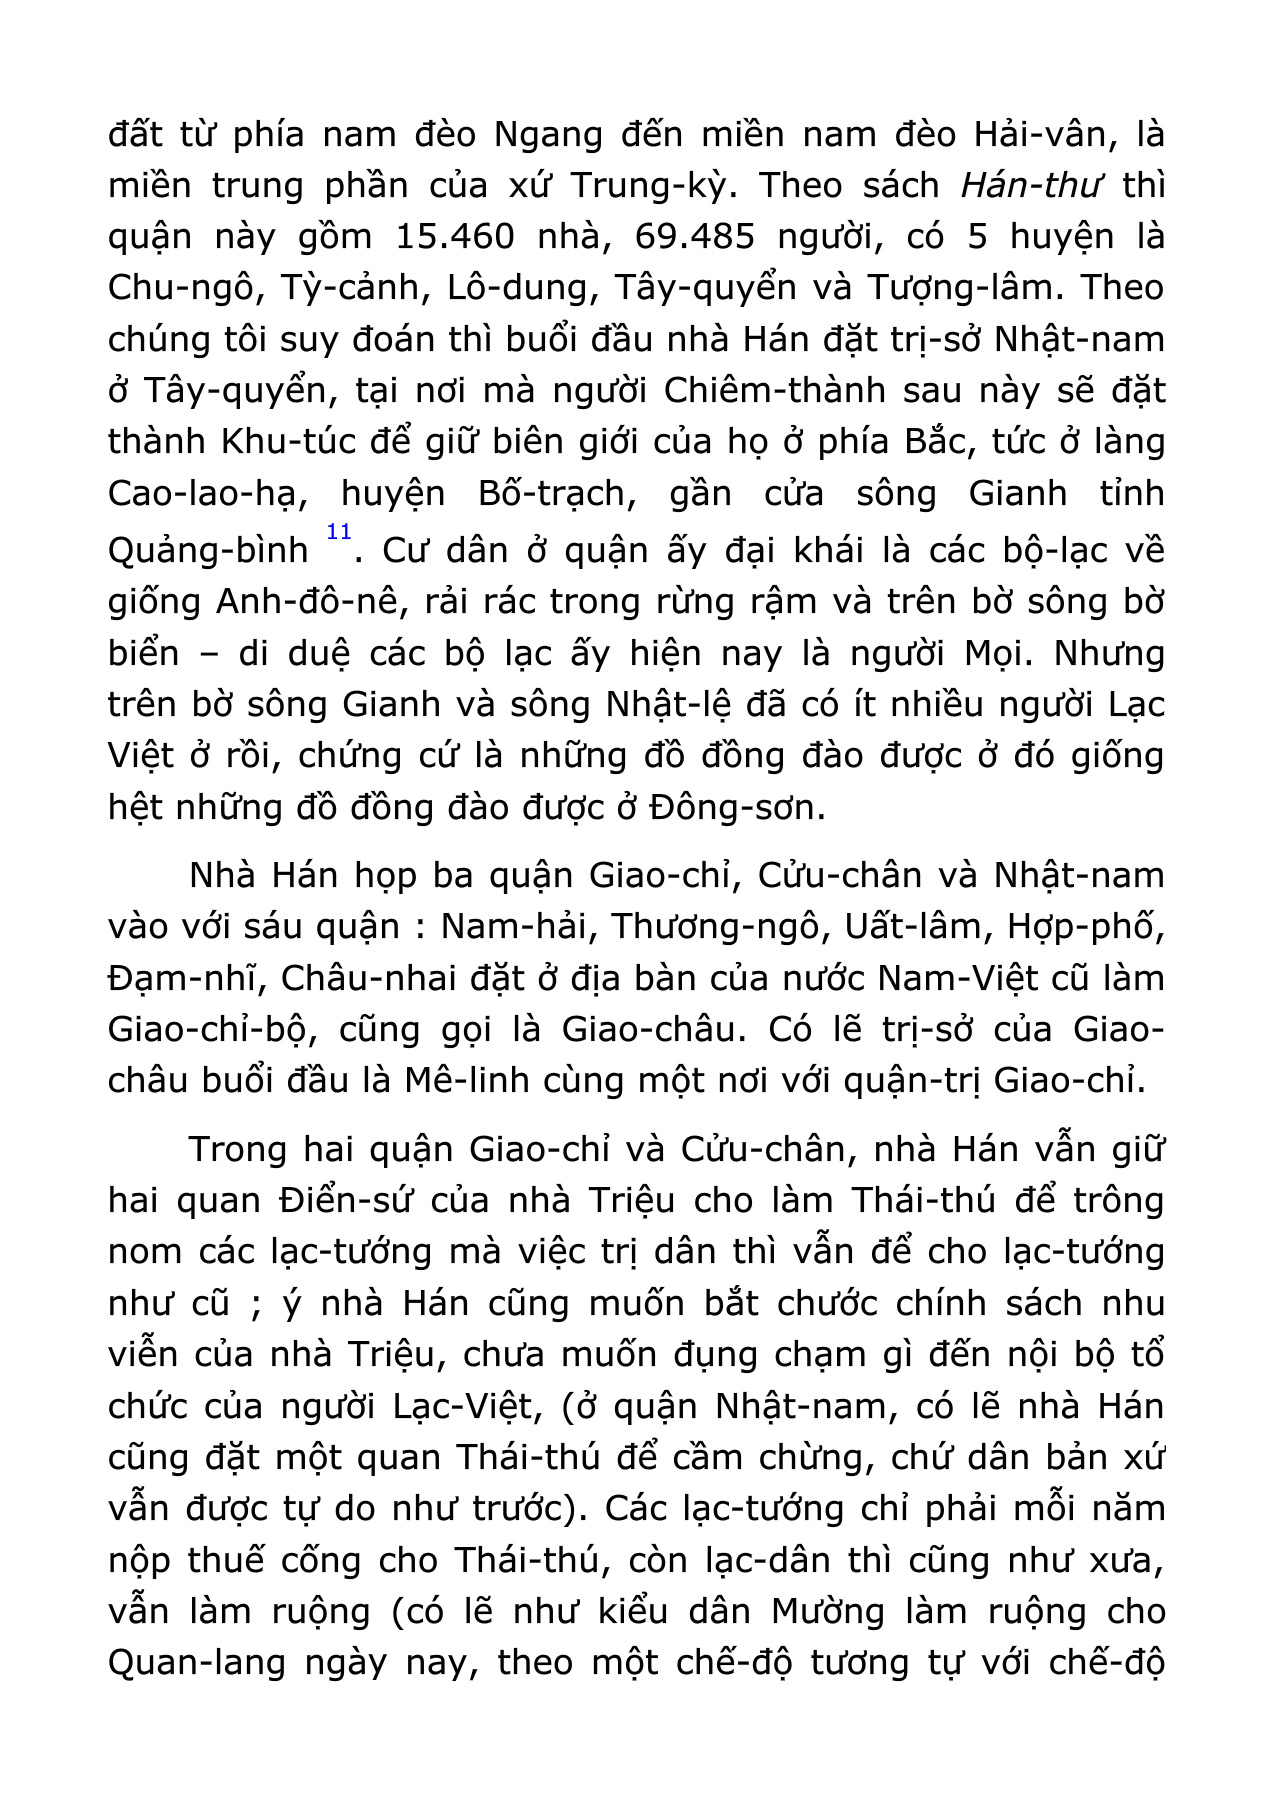 đất từ phía nam đèo Ngang đến miền nam đèo Hải-vân, là
miền trung phần của xứ Trung-kỳ. Theo sách Hán-thư thì
quận này gồm 15.460 nhà, 69.485 người, có 5 huyện là
Chu-ngô, Tỳ-cảnh, Lô-dung, Tây-quyển và Tượng-lâm. Theo
chúng tôi suy đoán thì buổi đầu nhà Hán đặt trị-sở Nhật-nam
ở Tây-quyển, tại nơi mà người Chiêm-thành sau này sẽ đặt
thành Khu-túc để giữ biên giới của họ ở phía Bắc, tức ở làng
Cao-lao-hạ, huyện Bố-trạch, gần cửa sông Gianh tỉnh
Quảng-bình 11. Cư dân ở quận ấy đại khái là các bộ-lạc về
giống Anh-đô-nê, rải rác trong rừng rậm và trên bờ sông bờ
biển – di duệ các bộ lạc ấy hiện nay là người Mọi. Nhưng
trên bờ sông Gianh và sông Nhật-lệ đã có ít nhiều người Lạc
Việt ở rồi, chứng cứ là những đồ đồng đào được ở đó giống
hệt những đồ đồng đào được ở Đông-sơn.
Nhà Hán họp ba quận Giao-chỉ, Cửu-chân và Nhật-nam
vào với sáu quận : Nam-hải, Thương-ngô, Uất-lâm, Hợp-phố,
Đạm-nhĩ, Châu-nhai đặt ở địa bàn của nước Nam-Việt cũ làm
Giao-chỉ-bộ, cũng gọi là Giao-châu. Có lẽ trị-sở của Giao-
châu buổi đầu là Mê-linh cùng một nơi với quận-trị Giao-chỉ.
Trong hai quận Giao-chỉ và Cửu-chân, nhà Hán vẫn giữ
hai quan Điển-sứ của nhà Triệu cho làm Thái-thú để trông
nom các lạc-tướng mà việc trị dân thì vẫn để cho lạc-tướng
như cũ ; ý nhà Hán cũng muốn bắt chước chính sách nhu
viễn của nhà Triệu, chưa muốn đụng chạm gì đến nội bộ tổ
chức của người Lạc-Việt, (ở quận Nhật-nam, có lẽ nhà Hán
cũng đặt một quan Thái-thú để cầm chừng, chứ dân bản xứ
vẫn được tự do như trước). Các lạc-tướng chỉ phải mỗi năm
nộp thuế cống cho Thái-thú, còn lạc-dân thì cũng như xưa,
vẫn làm ruộng (có lẽ như kiểu dân Mường làm ruộng cho
Quan-lang ngày nay, theo một chế-độ tương tự với chế-độ